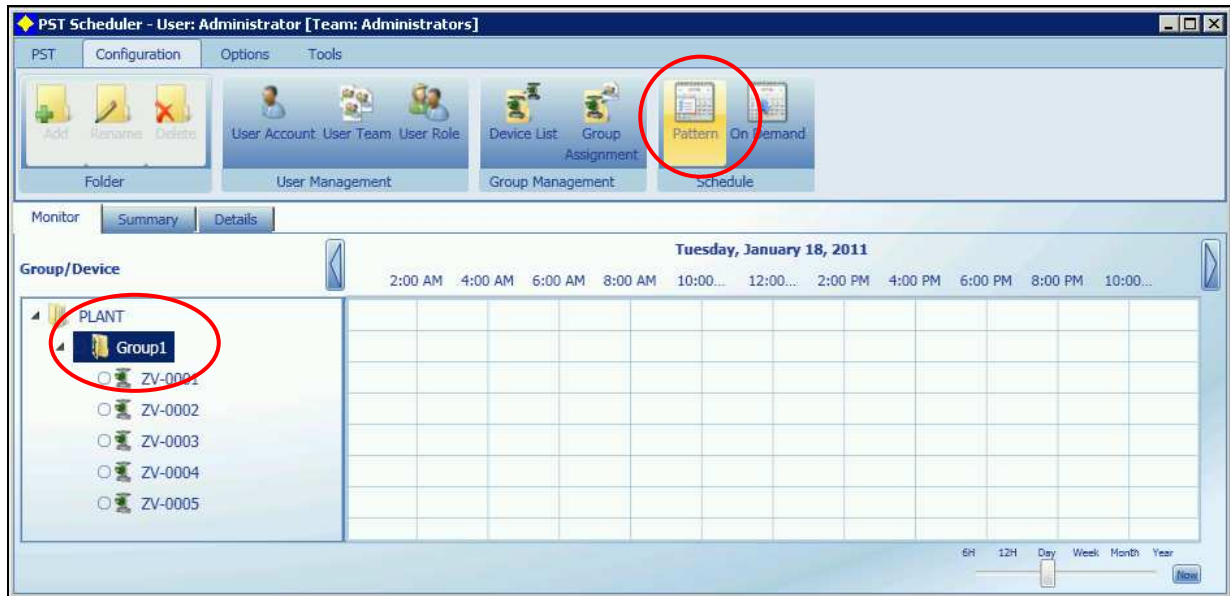 PST Scheduler - User: Administrator [Team: Administrators]
PST Configuration Options Tools
Add Rename Delete User Account User Team User Role Device List Group Assignment Pattern On Demand
Folder User Management Group Management Schedule
Monitor Summary Details
Tuesday, January 18, 2011
Group/Device
2:00 AM 4:00 AM 6:00 AM 8:00 AM 10:00... 12:00... 2:00 PM 4:00 PM 6:00 PM 8:00 PM 10:00...
PLANT
Group1
ZV-0001
ZV-0002
ZV-0003
ZV-0004
ZV-0005
6H 12H Day Week Month Year
Now